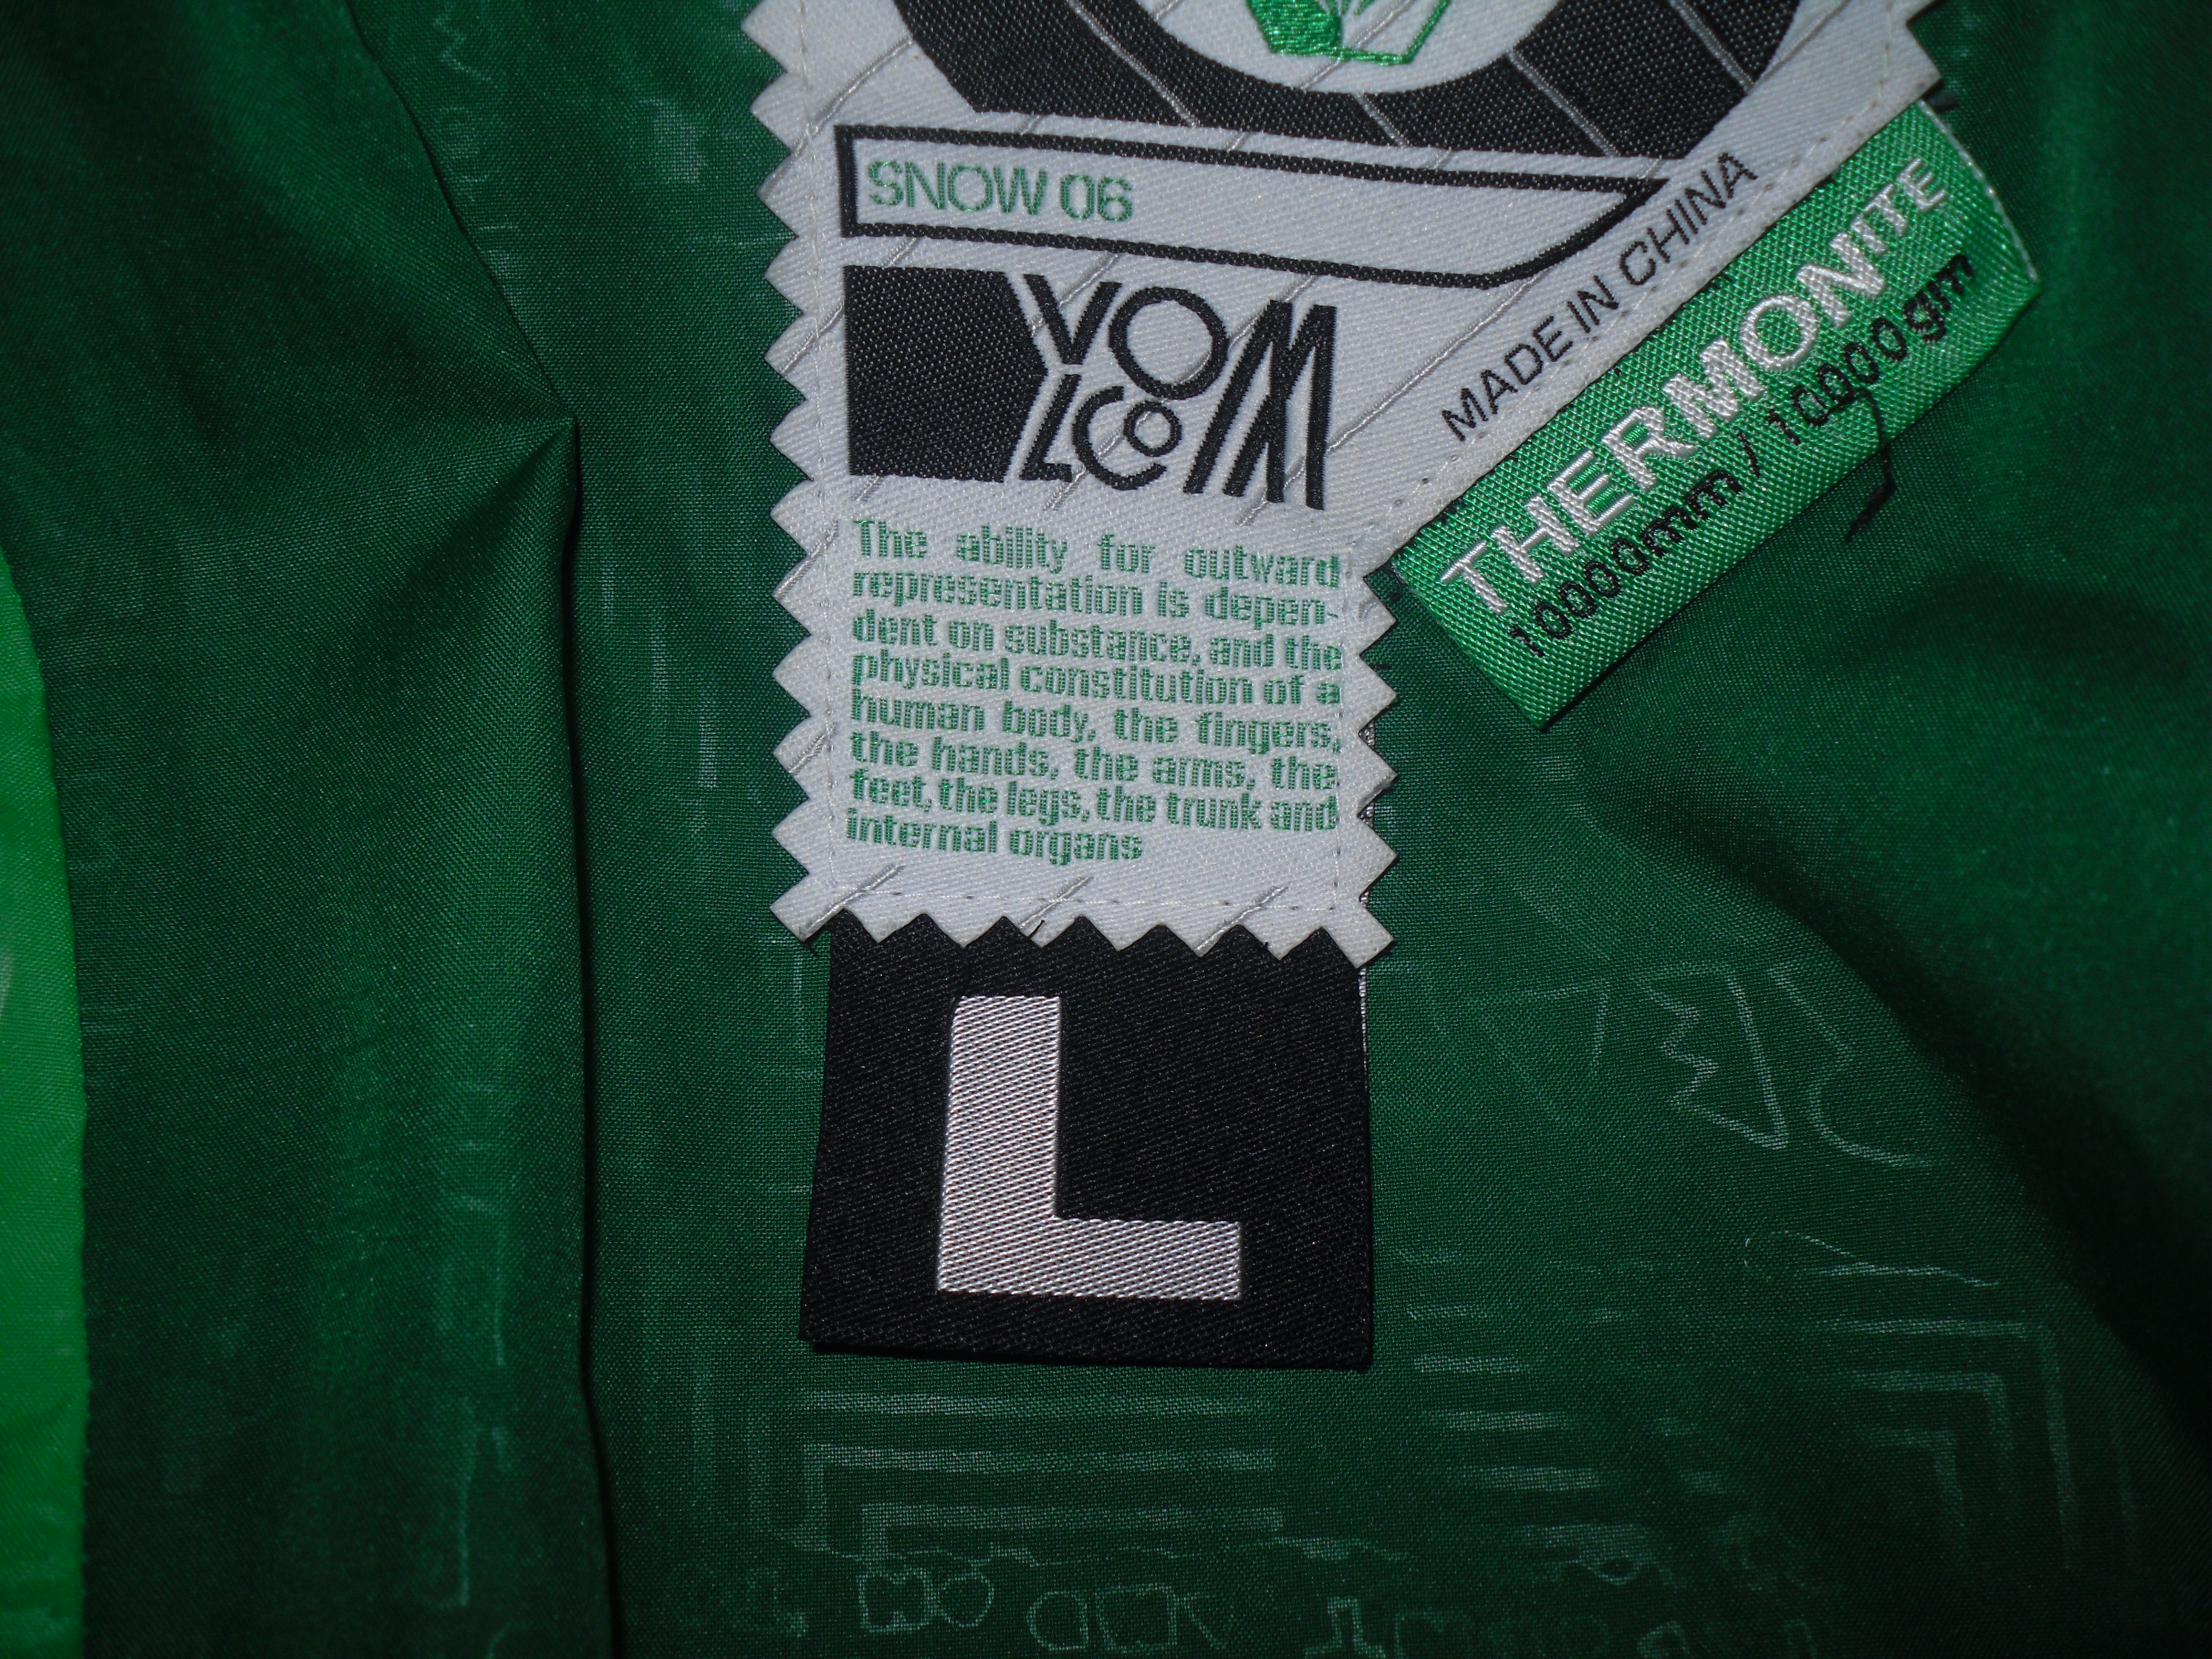 SNOW 06
VO
LCOM
MADE IN CHINA
THERMONITE
10000mm / 10000gm
The ability for outward
representation is depen-
dent on substance, and the
physical constitution of a
human body, the fingers,
the hands, the arms, the
feet, the legs, the trunk and
internal organs
L